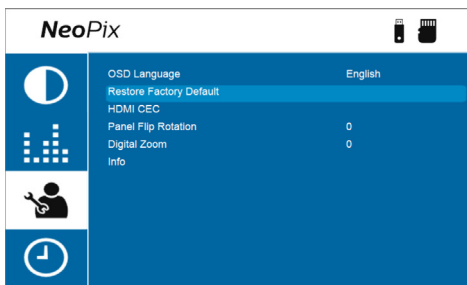 NeoPix
OSD Language English
Restore Factory Default
HDMI CEC
Panel Flip Rotation 0
Digital Zoom 0
Info